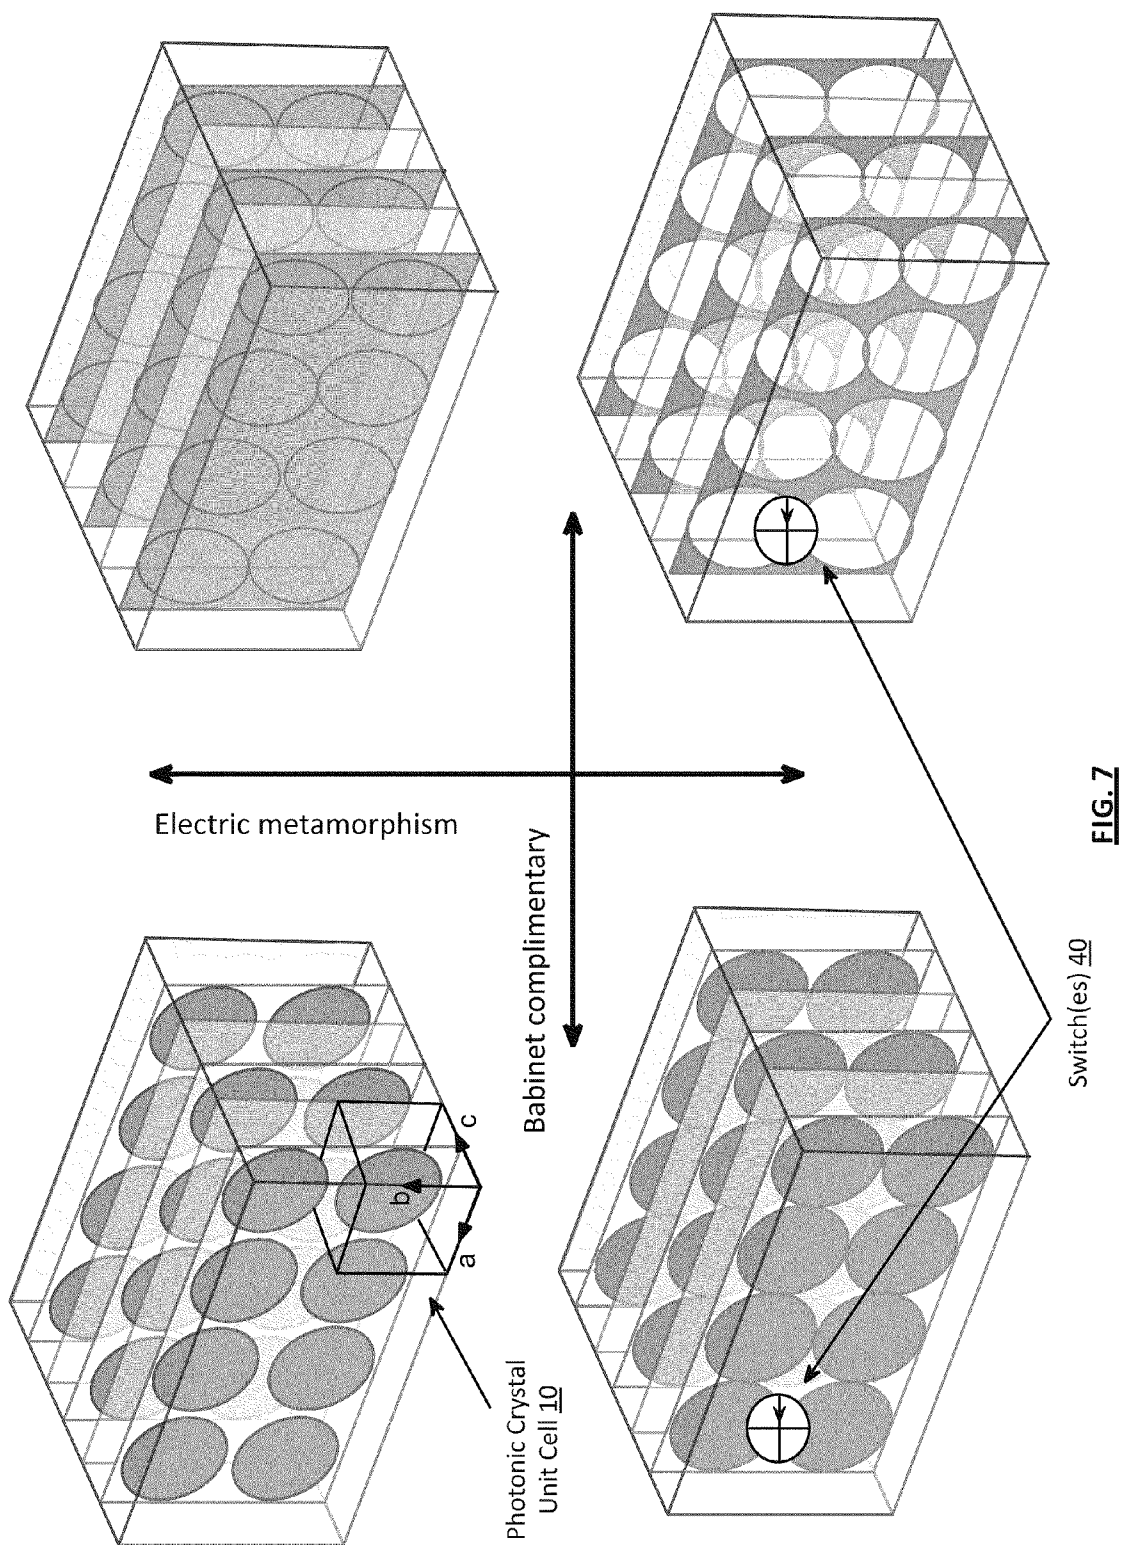 Electric metamorphism
Babinet complimentary
Photonic Crystal
Unit Cell 10
a
b
c
Switch(es) 40
FIG. 7